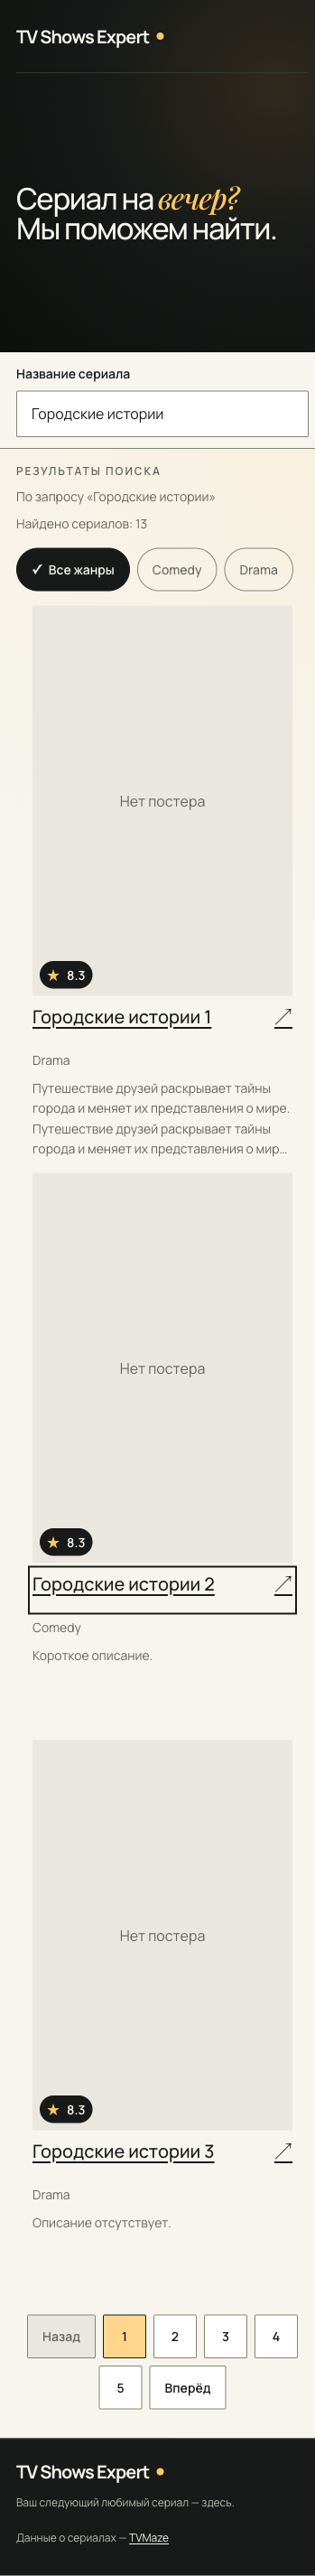 TV Shows Expert
Сериал на вечер?
Мы поможем найти.
Название сериала
Городские истории
РЕЗУЛЬТАТЫ ПОИСКА
По запросу «Городские истории»
Найдено сериалов: 13
✓ Все жанры Comedy Drama
Нет постера
★ 8.3
Городские истории 1 ↗
Drama
Путешествие друзей раскрывает тайны
города и меняет их представления о мире.
Путешествие друзей раскрывает тайны
города и меняет их представления о мир…
Нет постера
★ 8.3
Городские истории 2 ↗
Comedy
Короткое описание.
Нет постера
★ 8.3
Городские истории 3 ↗
Drama
Описание отсутствует.
Назад 1 2 3 4
5 Вперёд
TV Shows Expert
Ваш следующий любимый сериал — здесь.
Данные о сериалах — TVMaze